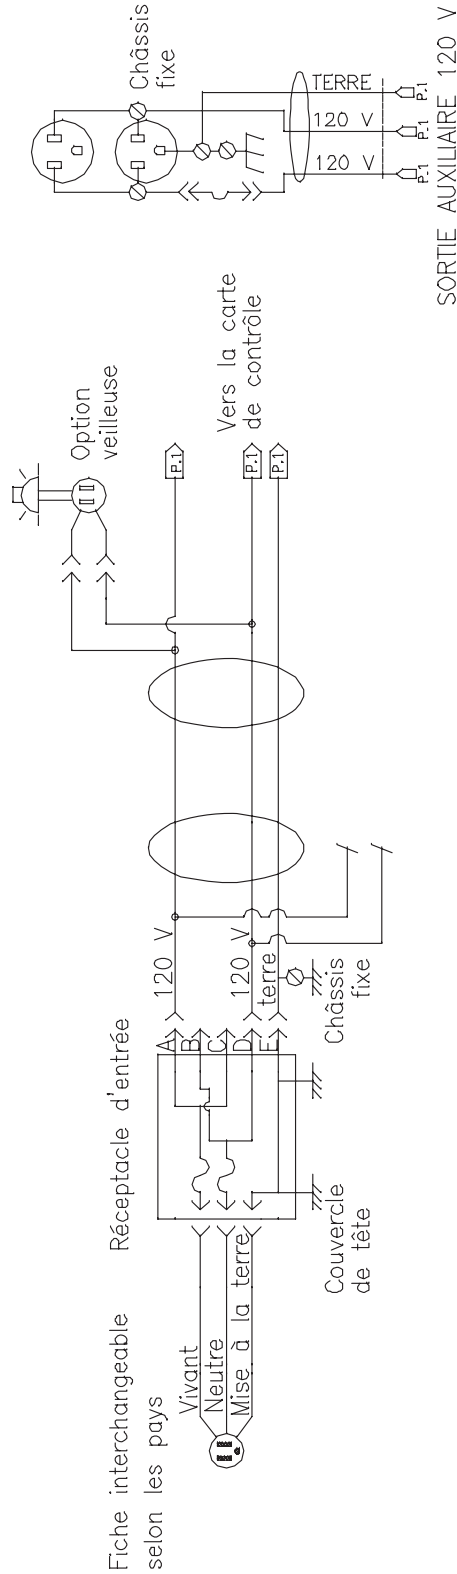 Fiche interchangeable
selon les pays
Vivant
Neutre
Mise à la terre
Réceptacle d'entrée
Couvercle
de tête
A
B
C
D
E
120 V
120 V
terre
Châssis
fixe
Option
veilleuse
P.1
P.1
P.1
Vers la carte
de contrôle
Châssis
fixe
TERRE
120 V
120 V
P.1
P.1
P.1
SORTIE AUXILIAIRE 120 V